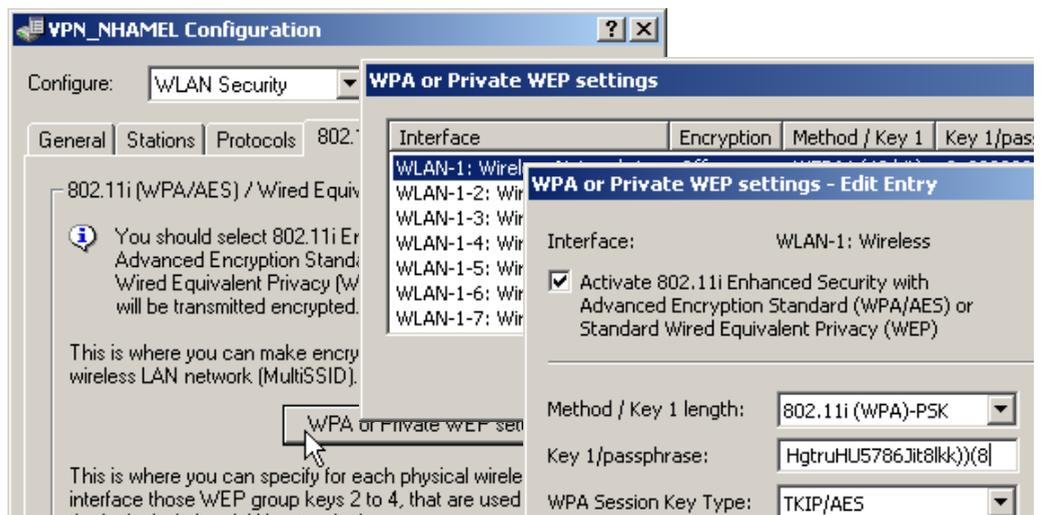 VPN_NHAMEL Configuration
Configure: WLAN Security
General Stations Protocols 802.1
802.11i (WPA/AES) / Wired Equiv
You should select 802.11i Er
Advanced Encryption Standa
Wired Equivalent Privacy (W
will be transmitted encrypted.
This is where you can make encry
wireless LAN network (MultiSSID).
WPA or Private WEP set
This is where you can specify for each physical wirele
interface those WEP group keys 2 to 4, that are used
WPA or Private WEP settings
Interface Encryption Method / Key 1 Key 1/pas
WLAN-1: Wirel
WLAN-1-2: Wir
WLAN-1-3: Wir
WLAN-1-4: Wir
WLAN-1-5: Wir
WLAN-1-6: Wir
WLAN-1-7: Wir
WPA or Private WEP settings - Edit Entry
Interface: WLAN-1: Wireless
Activate 802.11i Enhanced Security with
Advanced Encryption Standard (WPA/AES) or
Standard Wired Equivalent Privacy (WEP)
Method / Key 1 length: 802.11i (WPA)-PSK
Key 1/passphrase: HgtruHU5786Jit8lkk))(8
WPA Session Key Type: TKIP/AES